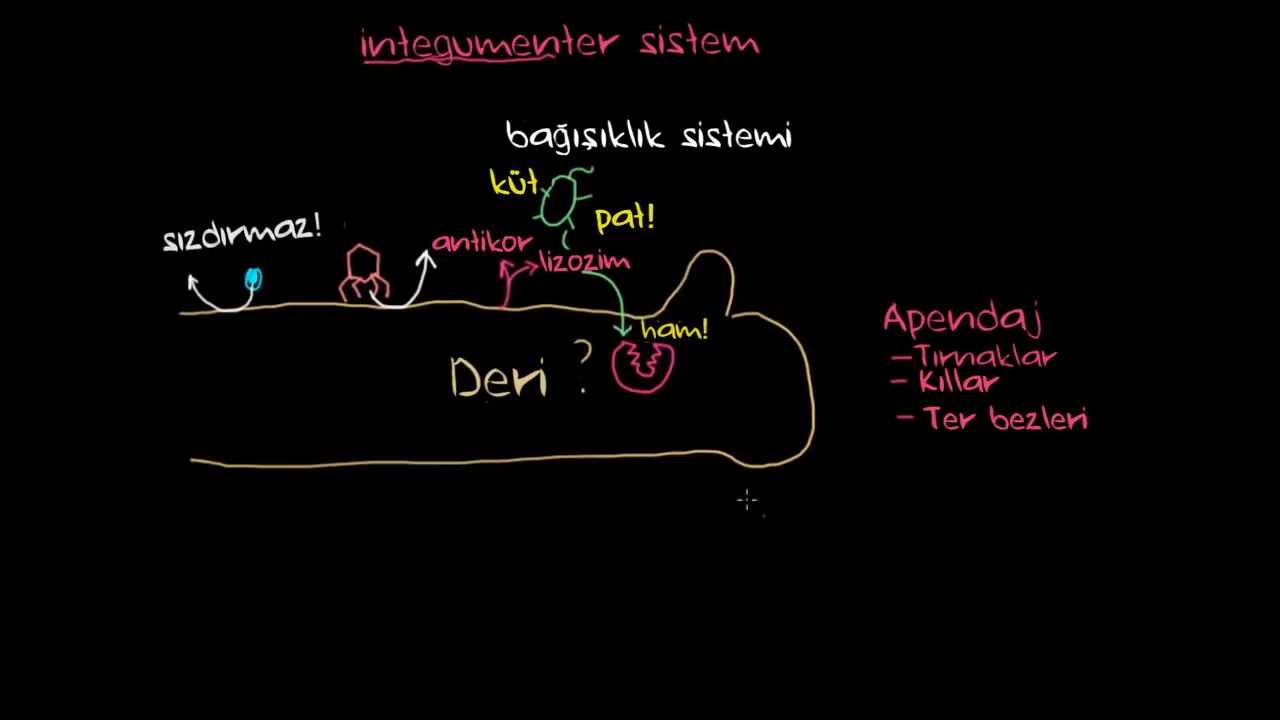 integumenter sistem
bağışıklık sistemi
küt
pat!
sızdırmaz!
antikor
lizozim
ham!
Deri ?
Apendaj
- Tırnaklar
- Kıllar
- Ter bezleri